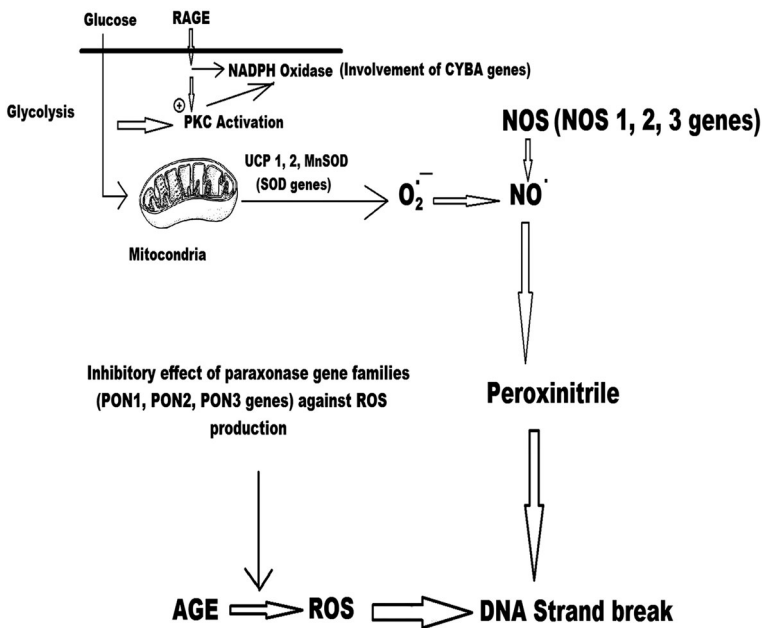 Glucose
RAGE
NADPH Oxidase (Involvement of CYBA genes)
Glycolysis
+
PKC Activation
NOS (NOS 1, 2, 3 genes)
UCP 1, 2, MnSOD
(SOD genes)
O₂˙⁻
NO˙
Mitocondria
Inhibitory effect of paraxonase gene families
(PON1, PON2, PON3 genes) against ROS
production
Peroxinitrile
AGE
ROS
DNA Strand break